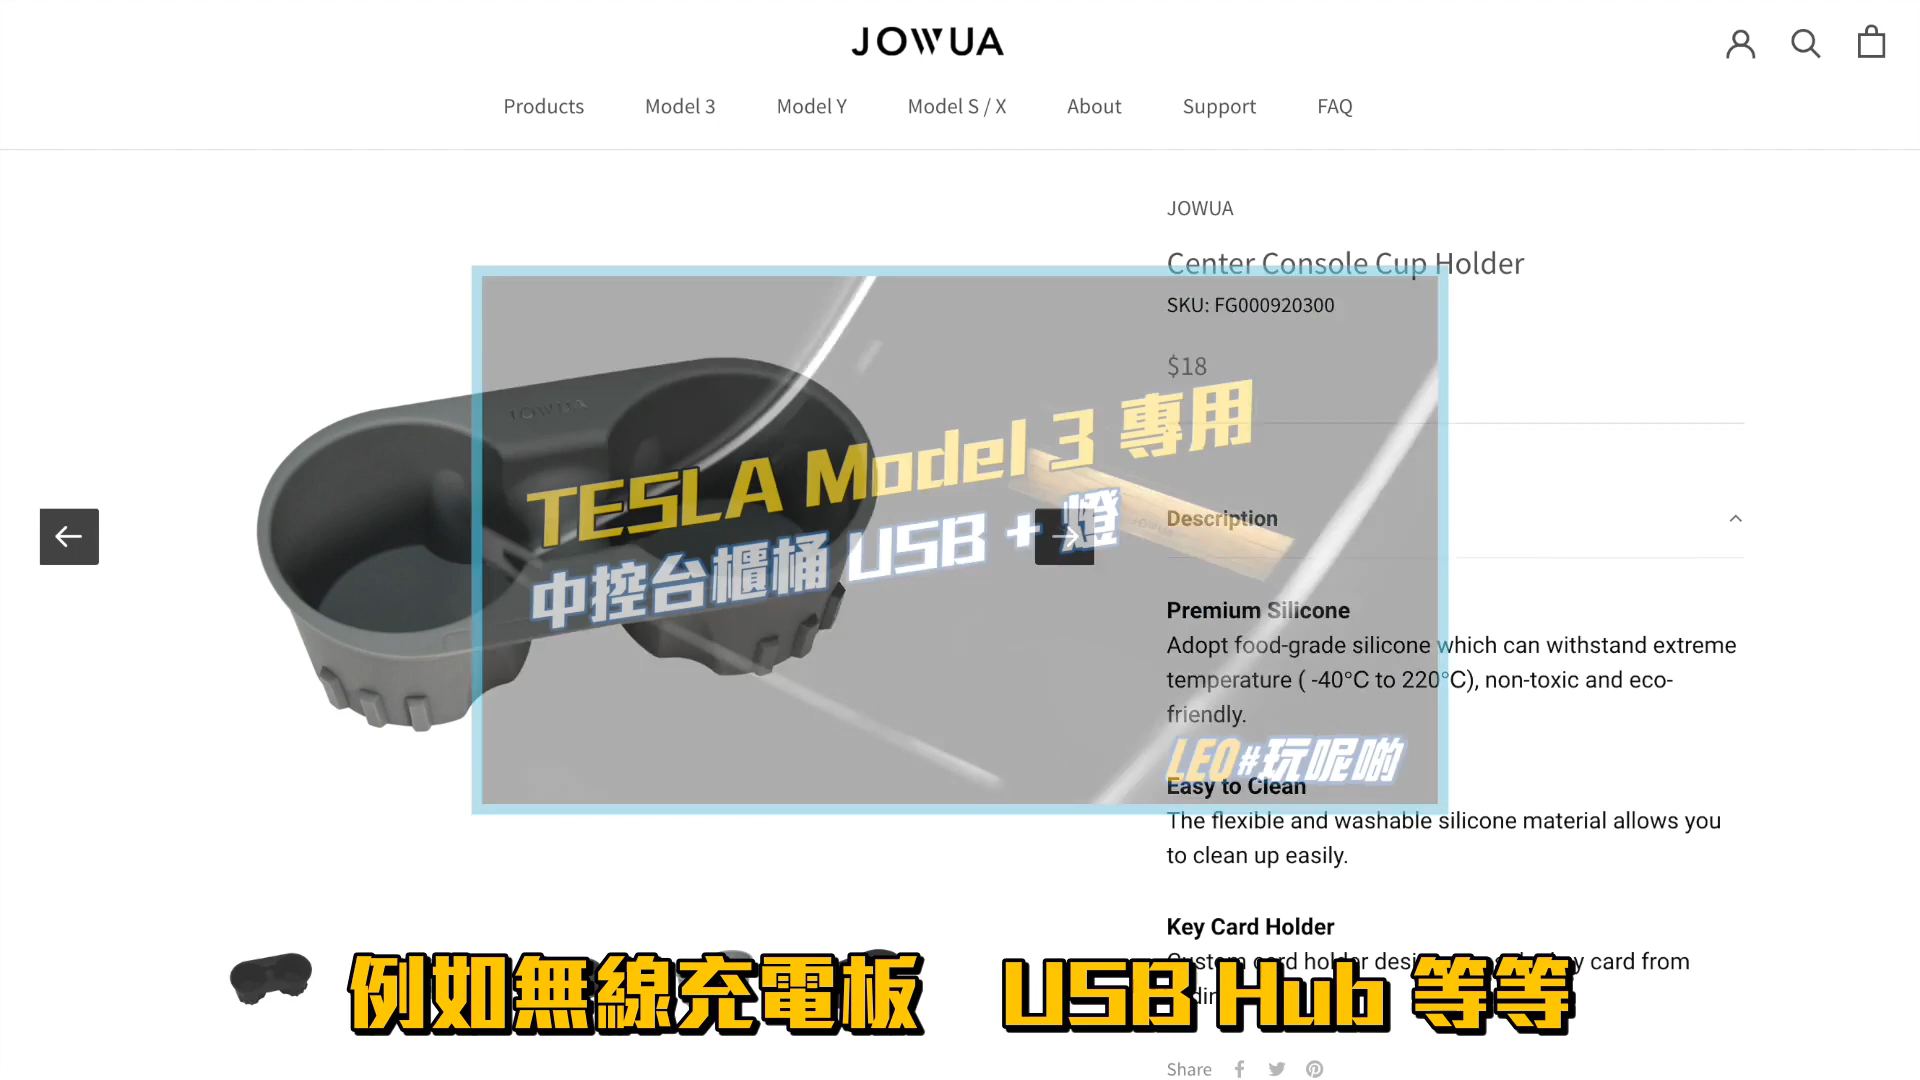 JOWUA
Products
Model 3
Model Y
Model S / X
About
Support
FAQ
JOWUA
Center Console Cup Holder
SKU: FG000920300
$18
JOWUA
TESLA Model 3 專用
中控台櫃桶 USB + 燈
Description
Premium Silicone
Adopt food-grade silicone which can withstand extreme
temperature ( -40°C to 220°C), non-toxic and eco-
friendly.
LEO#玩呢啲
Easy to Clean
The flexible and washable silicone material allows you
to clean up easily.
Key Card Holder
Custom card holder card from
例如無線充電板 USB Hub 等等
Share